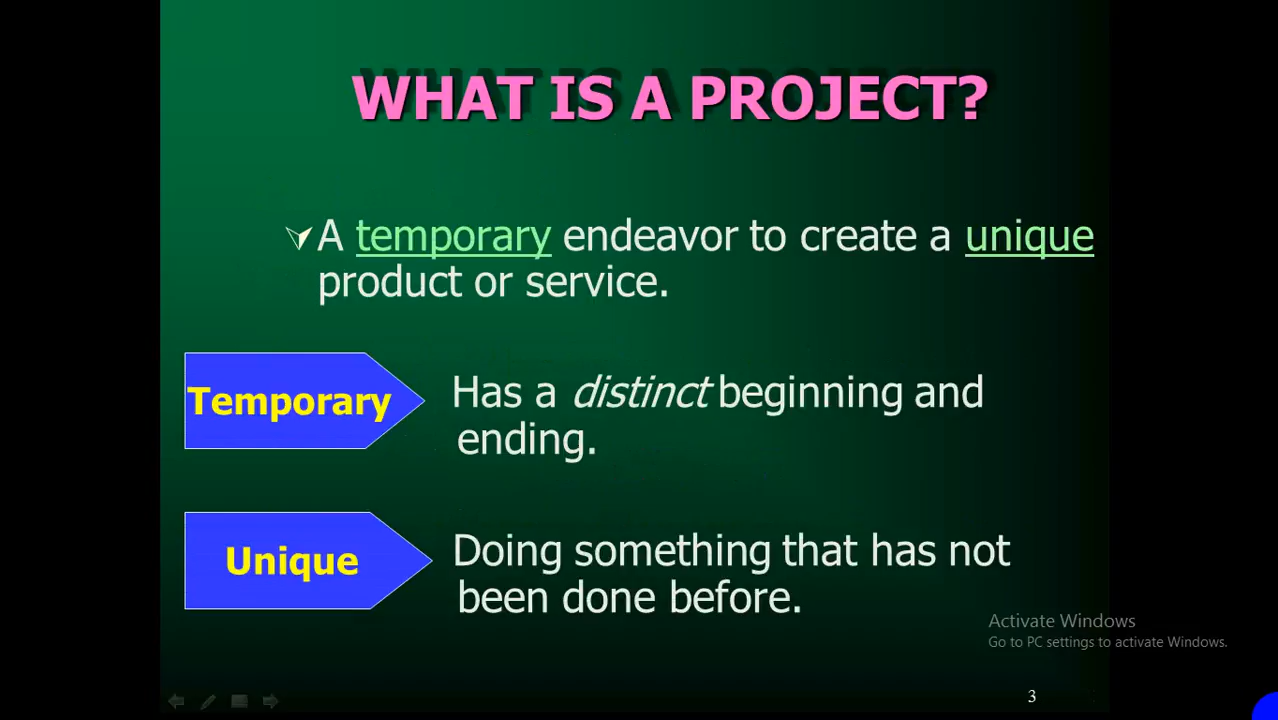 WHAT IS A PROJECT?
A temporary endeavor to create a unique
product or service.
Temporary
Has a distinct beginning and
ending.
Unique
Doing something that has not
been done before.
Activate Windows
Go to PC settings to activate Windows.
3